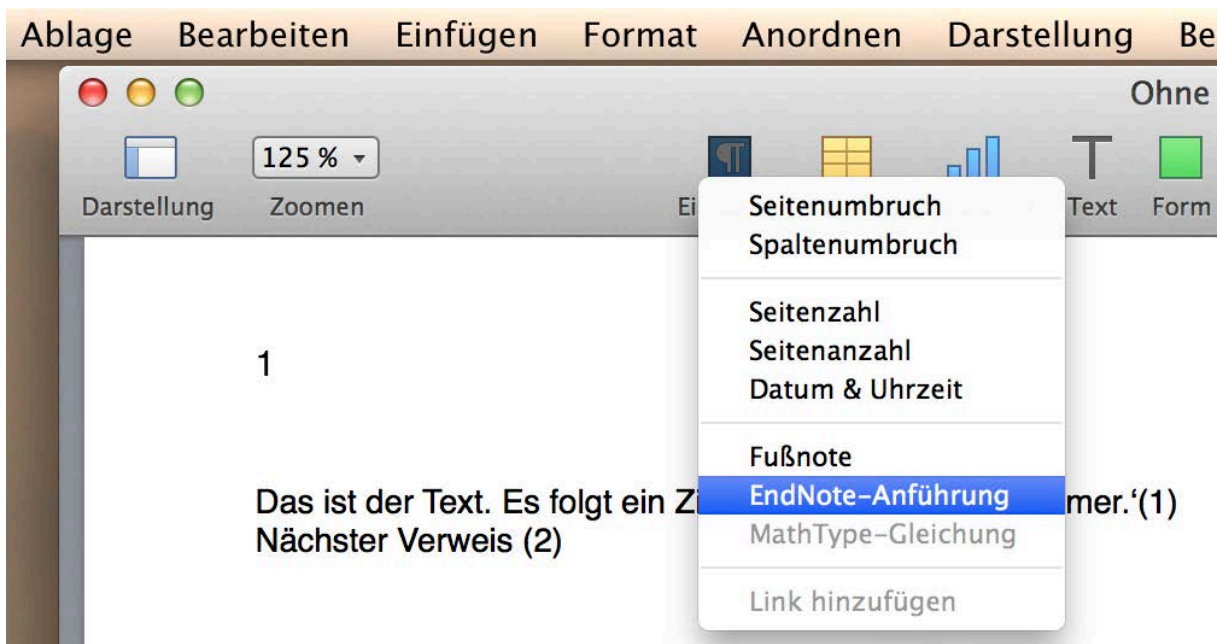 Ablage Bearbeiten Einfügen Format Anordnen Darstellung Be
Ohne
125 %
Darstellung Zoomen Ei Text Form
Seitenumbruch
Spaltenumbruch
Seitenzahl
Seitenanzahl
Datum & Uhrzeit
Fußnote
EndNote-Anführung
MathType-Gleichung
Link hinzufügen
1
Das ist der Text. Es folgt ein Zi mer.‘(1)
Nächster Verweis (2)